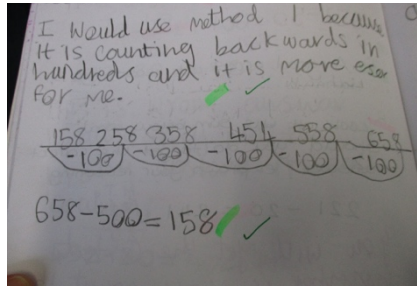 I Would use method 1 because
it is counting backwards in
hundreds and it is more eser
for me.
158 258 358 451 558 658
-100 -100 -100 -100 -100
658-500=158